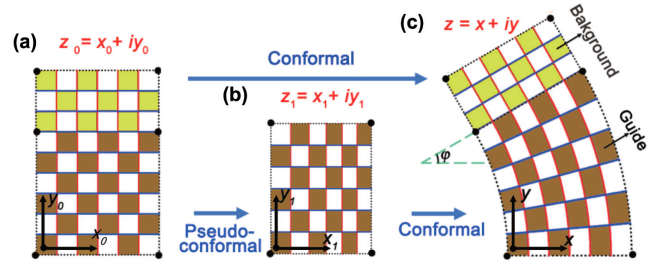 (a)
z₀ = x₀ + iy₀
Conformal
(b)
z₁ = x₁ + iy₁
(c)
z = x + iy
Bakground
Guide
φ
y₀
x₀
Pseudo-
conformal
y₁
x₁
Conformal
y
x